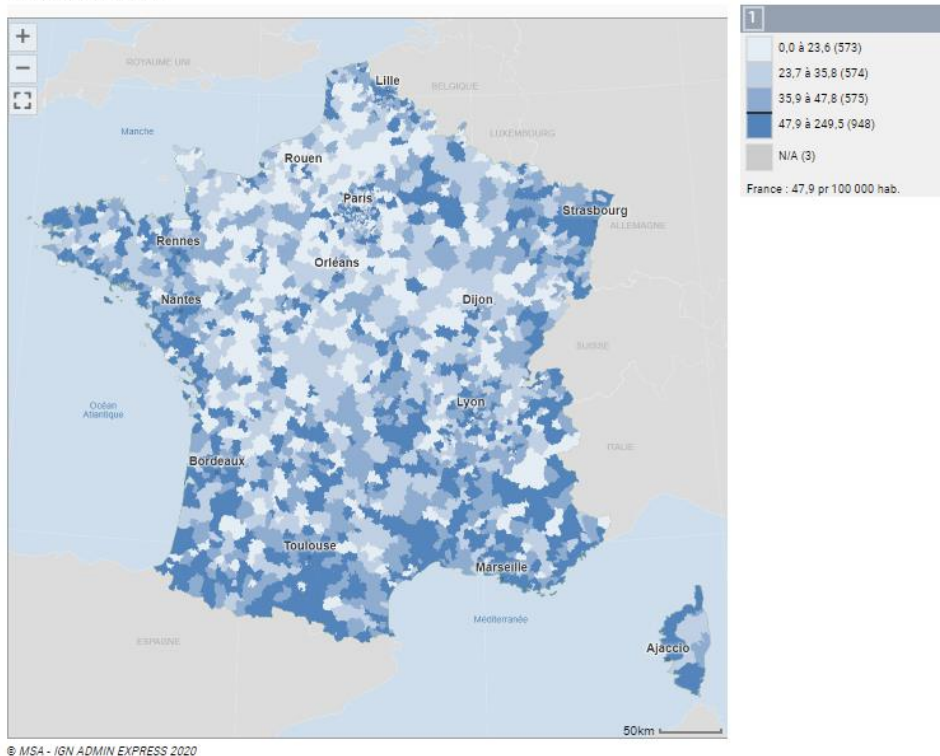 +
−
ROYAUME UNI
Lille
BELGIQUE
Manche
LUXEMBOURG
Rouen
Paris
Strasbourg
ALLEMAGNE
Rennes
Orléans
Nantes
Dijon
SUISSE
Océan
Atlantique
Lyon
ITALIE
Bordeaux
Toulouse
Marseille
Méditerranée
ESPAGNE
Ajaccio
50km
© MSA - IGN ADMIN EXPRESS 2020
1
0,0 à 23,6 (573)
23,7 à 35,8 (574)
35,9 à 47,8 (575)
47,9 à 249,5 (948)
N/A (3)
France : 47,9 pr 100 000 hab.